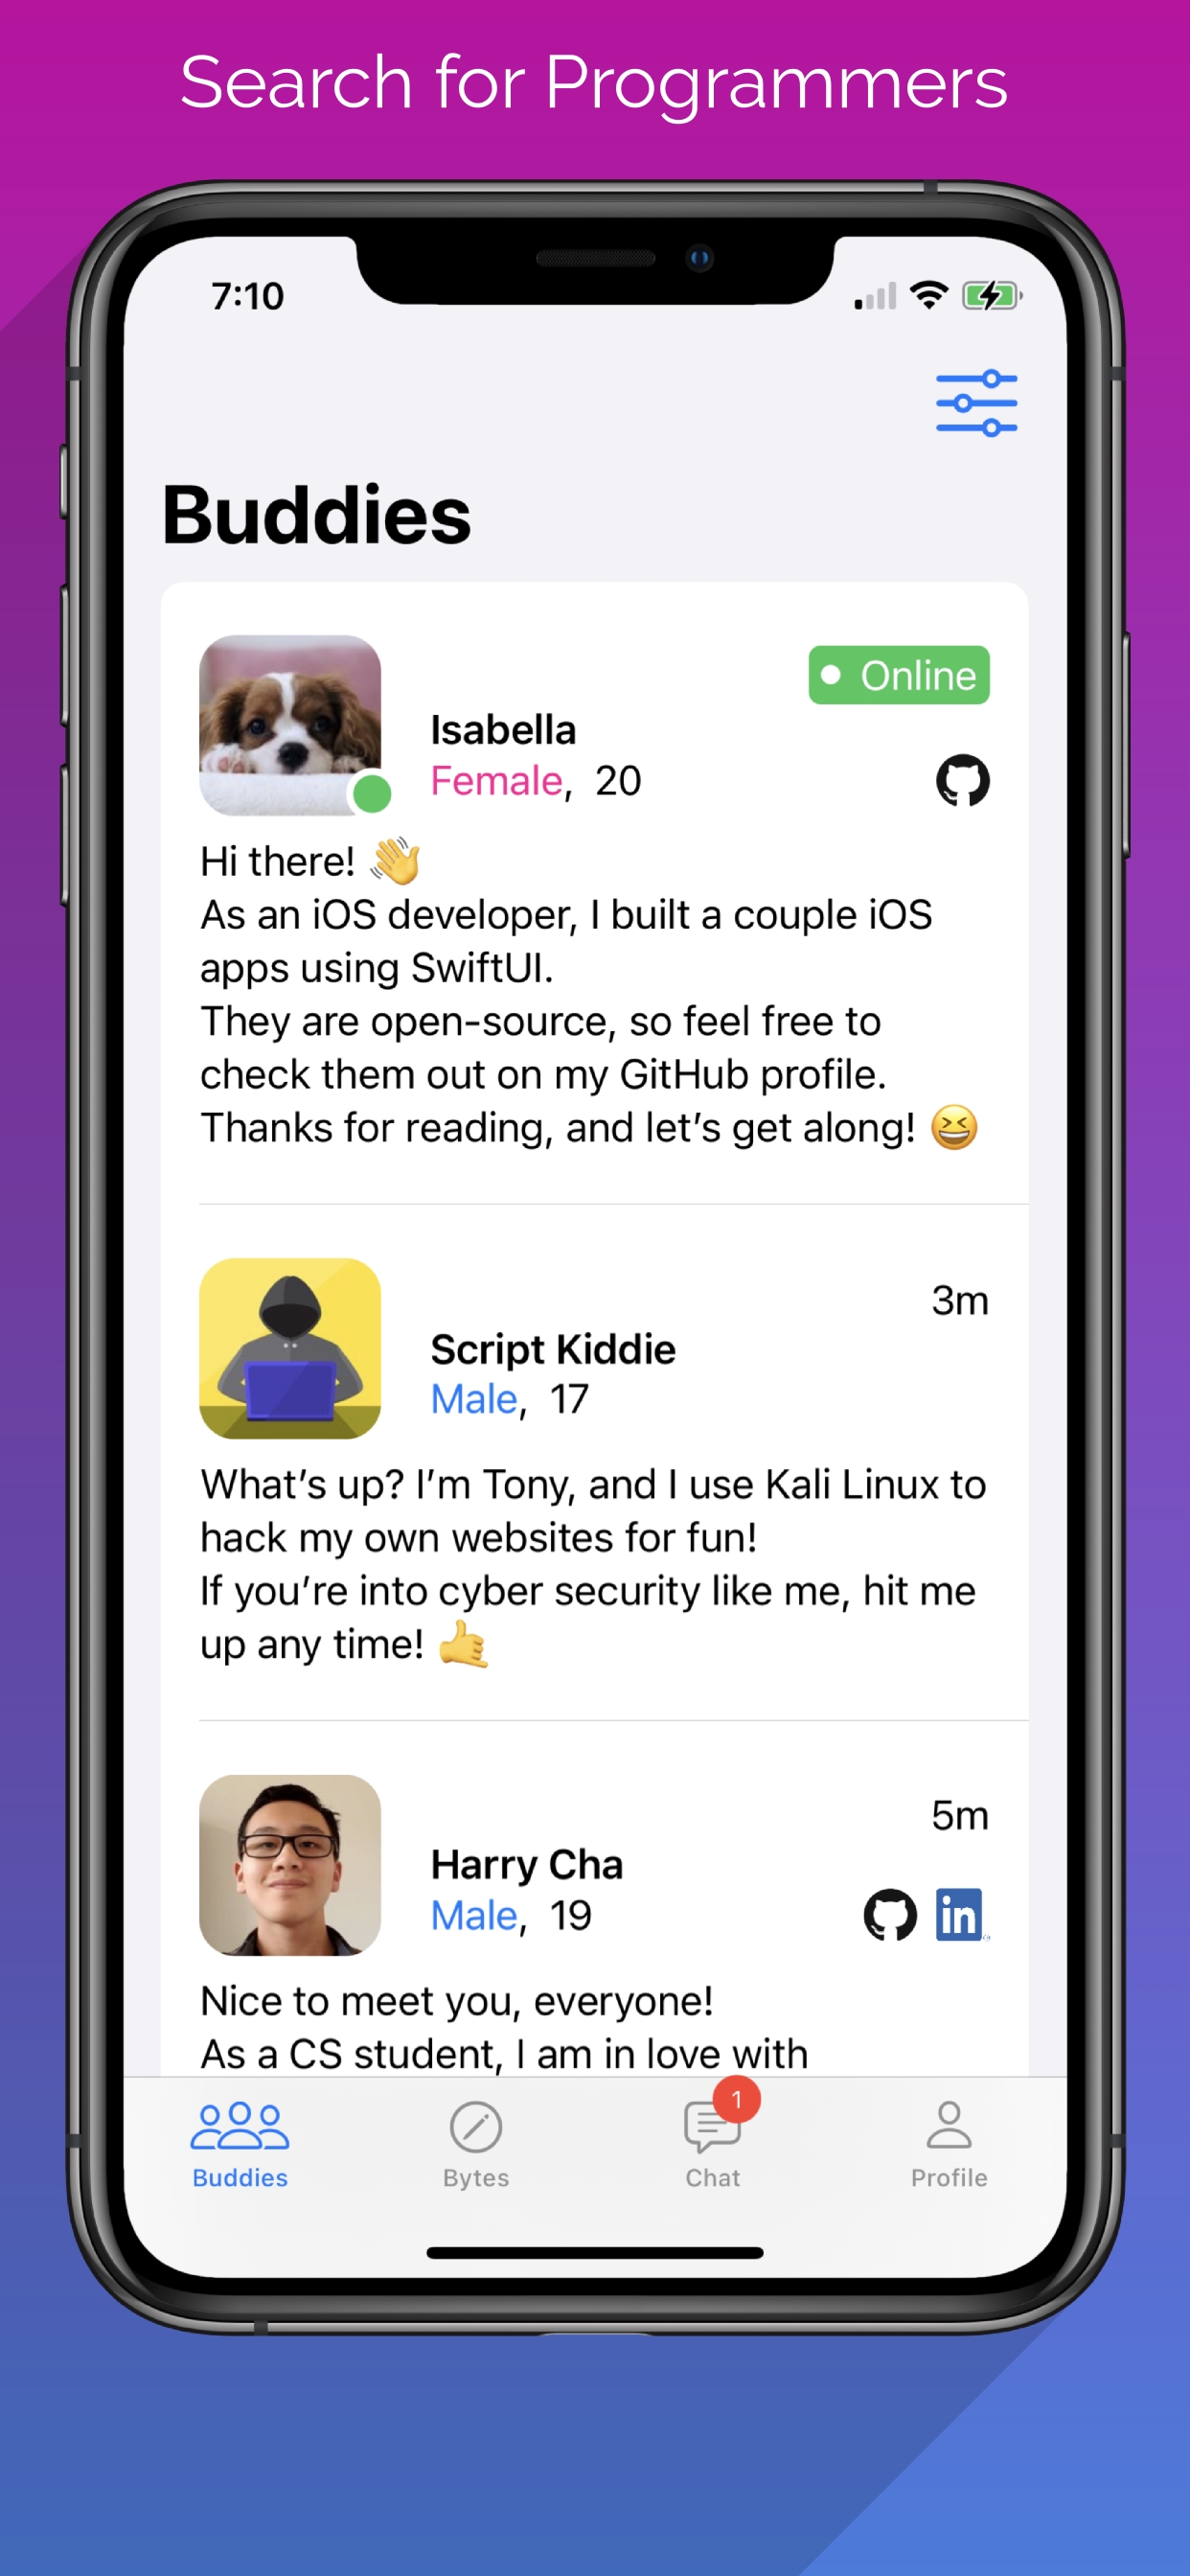 Search for Programmers
7:10
Buddies
Online
Isabella
Female, 20
Hi there! 👋
As an iOS developer, I built a couple iOS
apps using SwiftUI.
They are open-source, so feel free to
check them out on my GitHub profile.
Thanks for reading, and let's get along! 😆
3m
Script Kiddie
Male, 17
What's up? I'm Tony, and I use Kali Linux to
hack my own websites for fun!
If you're into cyber security like me, hit me
up any time! 🤙
5m
Harry Cha
Male, 19
in
Nice to meet you, everyone!
As a CS student, I am in love with
1
Buddies
Bytes
Chat
Profile